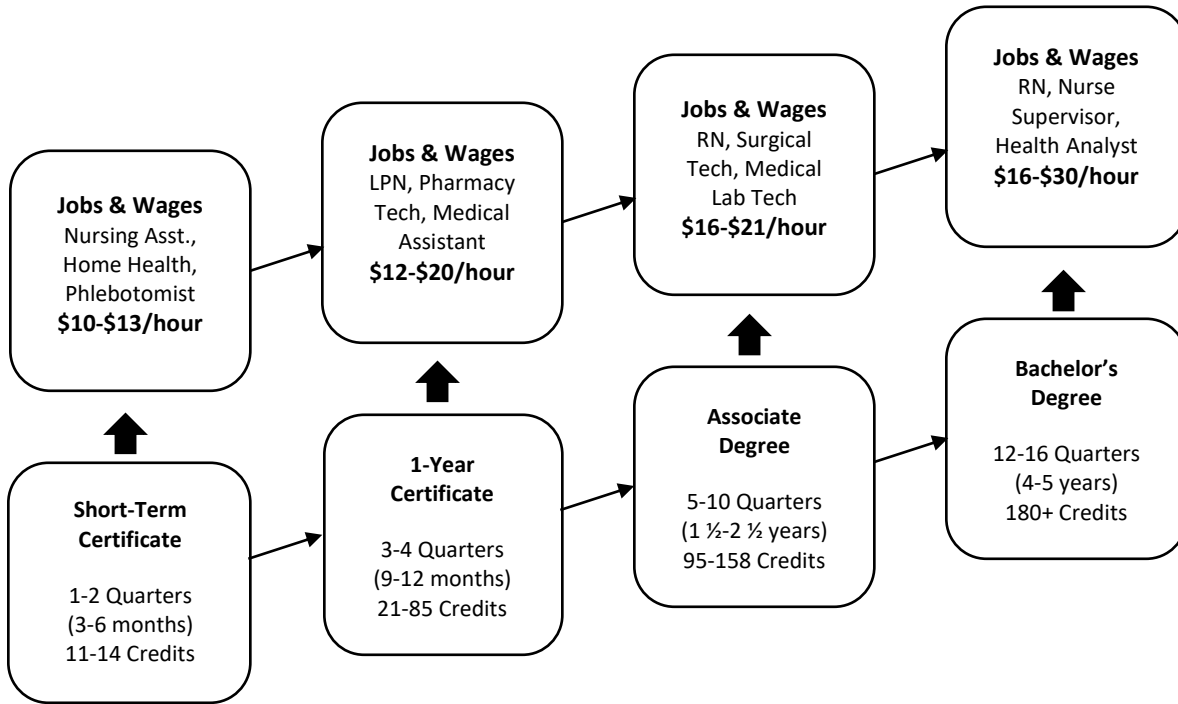 Jobs & Wages
Nursing Asst.,
Home Health,
Phlebotomist
$10-$13/hour
Jobs & Wages
LPN, Pharmacy
Tech, Medical
Assistant
$12-$20/hour
Jobs & Wages
RN, Surgical
Tech, Medical
Lab Tech
$16-$21/hour
Jobs & Wages
RN, Nurse
Supervisor,
Health Analyst
$16-$30/hour
Short-Term
Certificate
1-2 Quarters
(3-6 months)
11-14 Credits
1-Year
Certificate
3-4 Quarters
(9-12 months)
21-85 Credits
Associate
Degree
5-10 Quarters
(1 ½-2 ½ years)
95-158 Credits
Bachelor’s
Degree
12-16 Quarters
(4-5 years)
180+ Credits